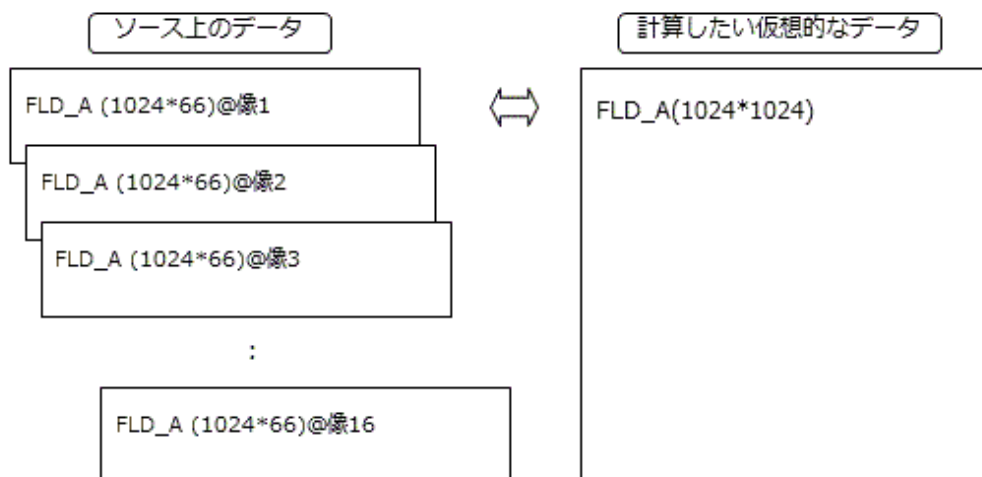 ソース上のデータ
計算したい仮想的なデータ
FLD_A (1024*66)@像1
FLD_A (1024*66)@像2
FLD_A (1024*66)@像3
:
FLD_A (1024*66)@像16
FLD_A(1024*1024)